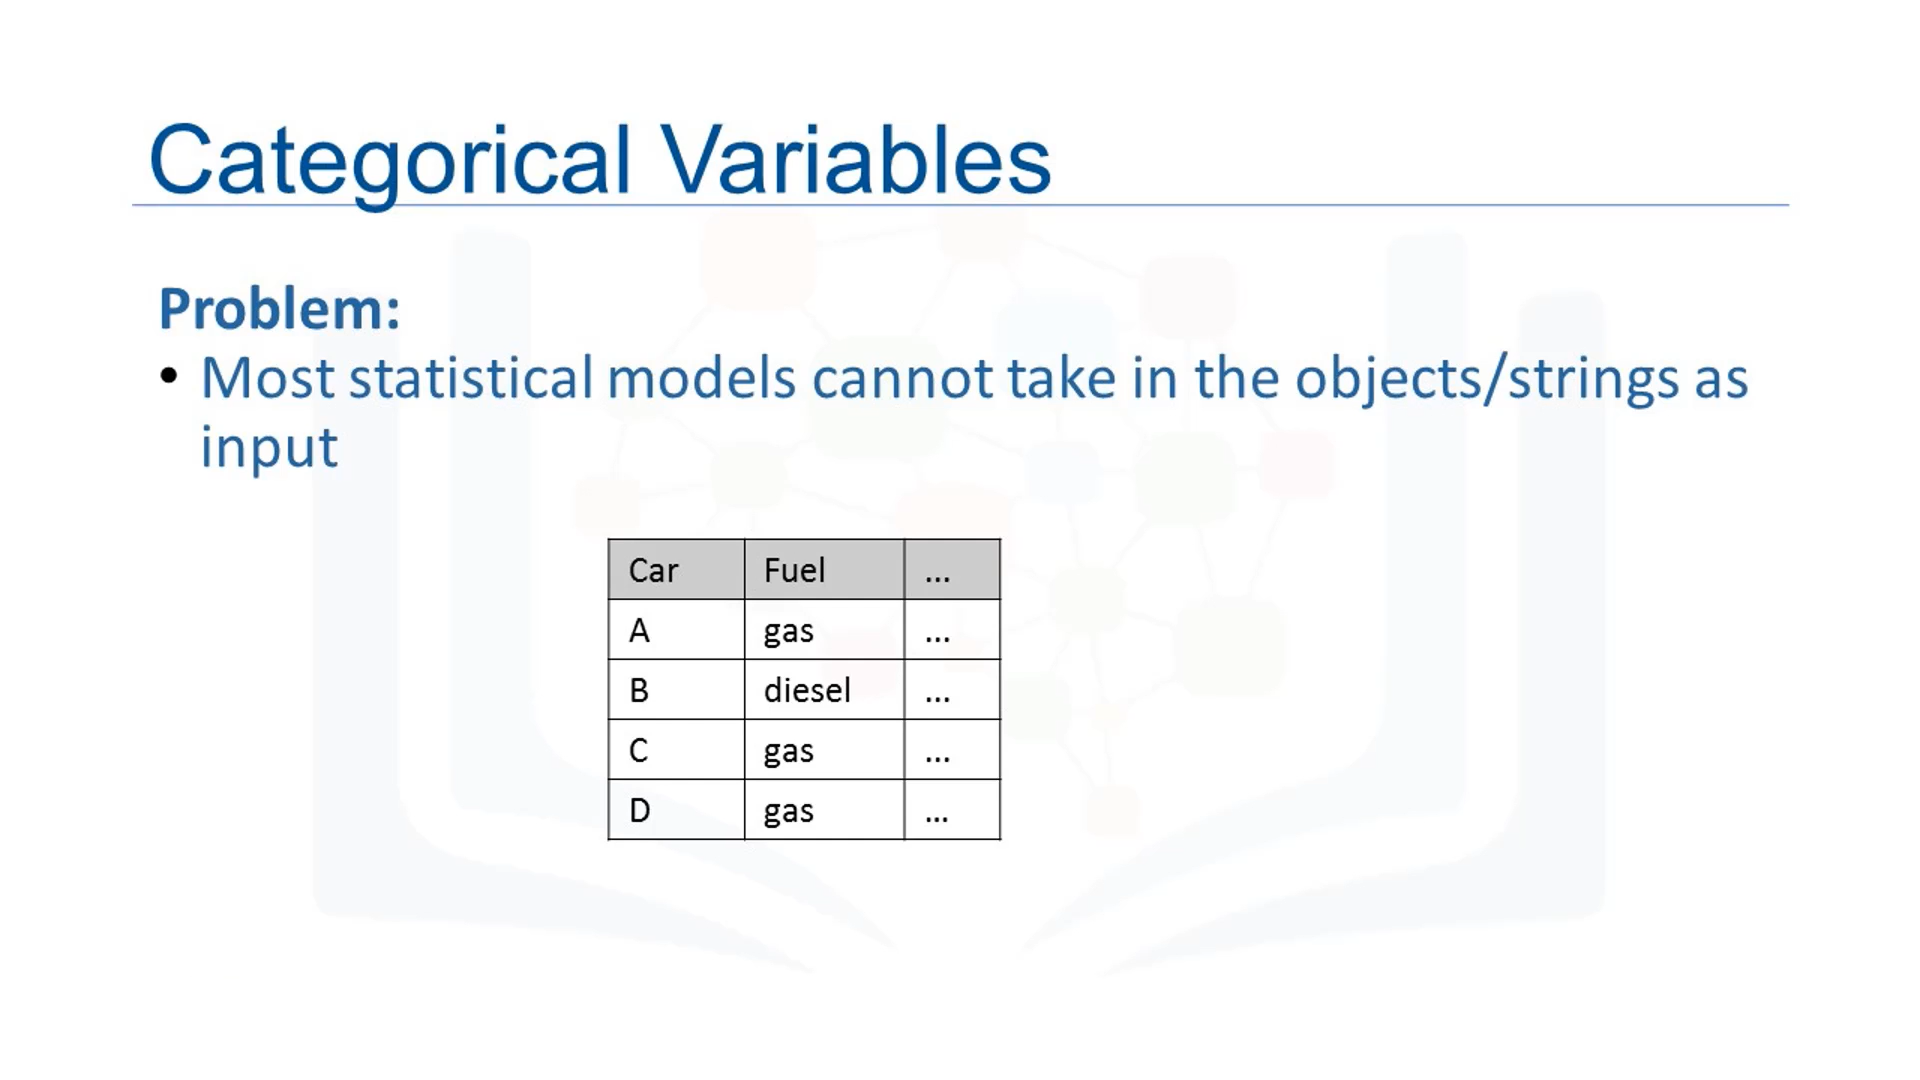 Categorical Variables
Problem:
• Most statistical models cannot take in the objects/strings as
input
Car Fuel ...
A gas ...
B diesel ...
C gas ...
D gas ...